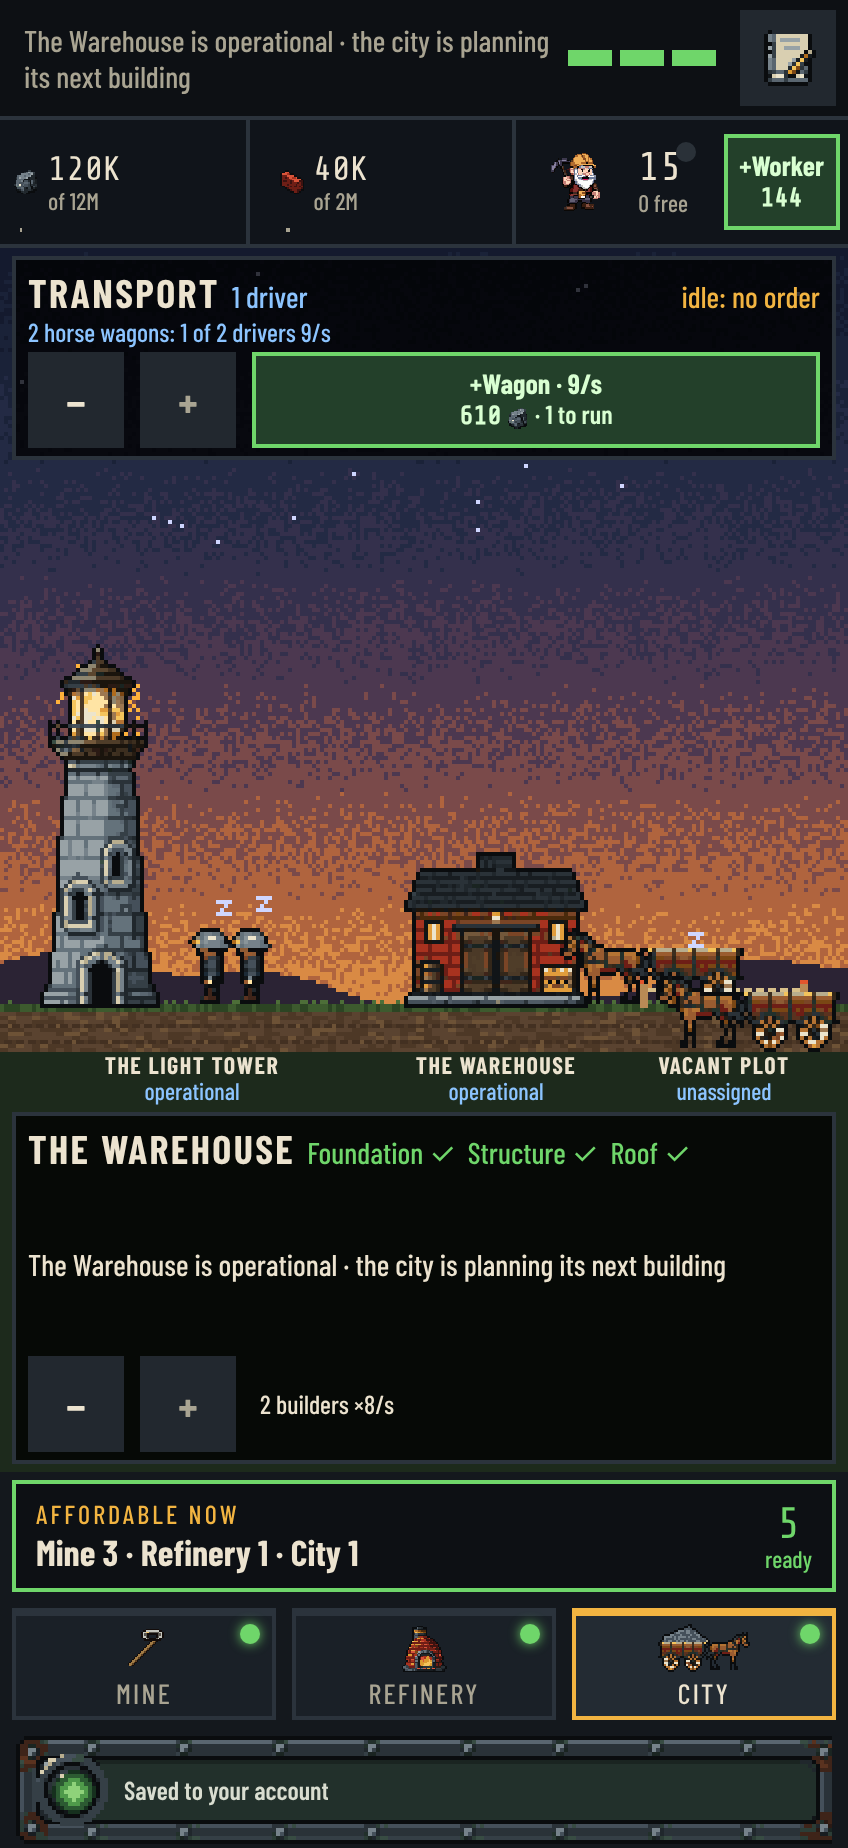 The Warehouse is operational · the city is planning
its next building
120K
of 12M
40K
of 2M
15
0 free
+Worker
144
TRANSPORT 1 driver
idle: no order
2 horse wagons: 1 of 2 drivers 9/s
−
+
+Wagon · 9/s
610 · 1 to run
Z Z
Z
THE LIGHT TOWER
operational
THE WAREHOUSE
operational
VACANT PLOT
unassigned
THE WAREHOUSE Foundation ✓ Structure ✓ Roof ✓
The Warehouse is operational · the city is planning its next building
−
+
2 builders ×8/s
AFFORDABLE NOW
Mine 3 · Refinery 1 · City 1
5
ready
MINE
REFINERY
CITY
Saved to your account